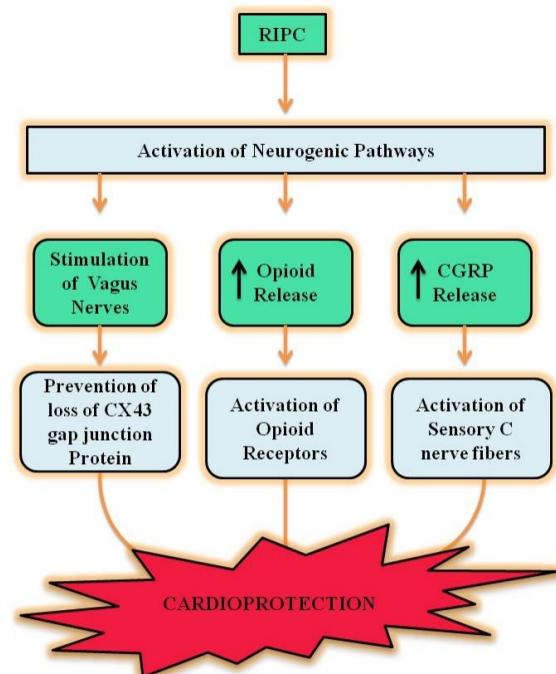 RIPC
Activation of Neurogenic Pathways
Stimulation
of Vagus
Nerves
Opioid
Release
CGRP
Release
Prevention of
loss of CX43
gap junction
Protein
Activation of
Opioid
Receptors
Activation of
Sensory C
nerve fibers
CARDIOPROTECTION